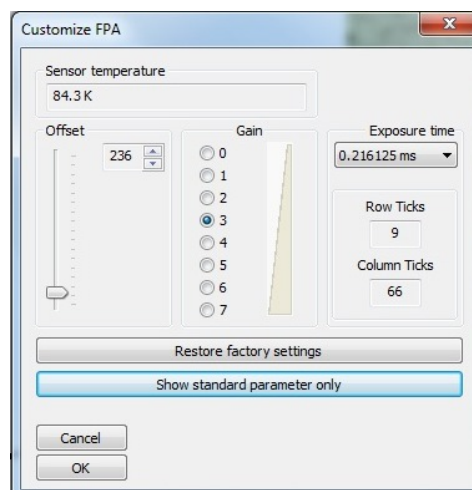 Customize FPA
Sensor temperature
84.3 K
Offset
236
Gain
0
1
2
3
4
5
6
7
Exposure time
0.216125 ms
Row Ticks
9
Column Ticks
66
Restore factory settings
Show standard parameter only
Cancel
OK